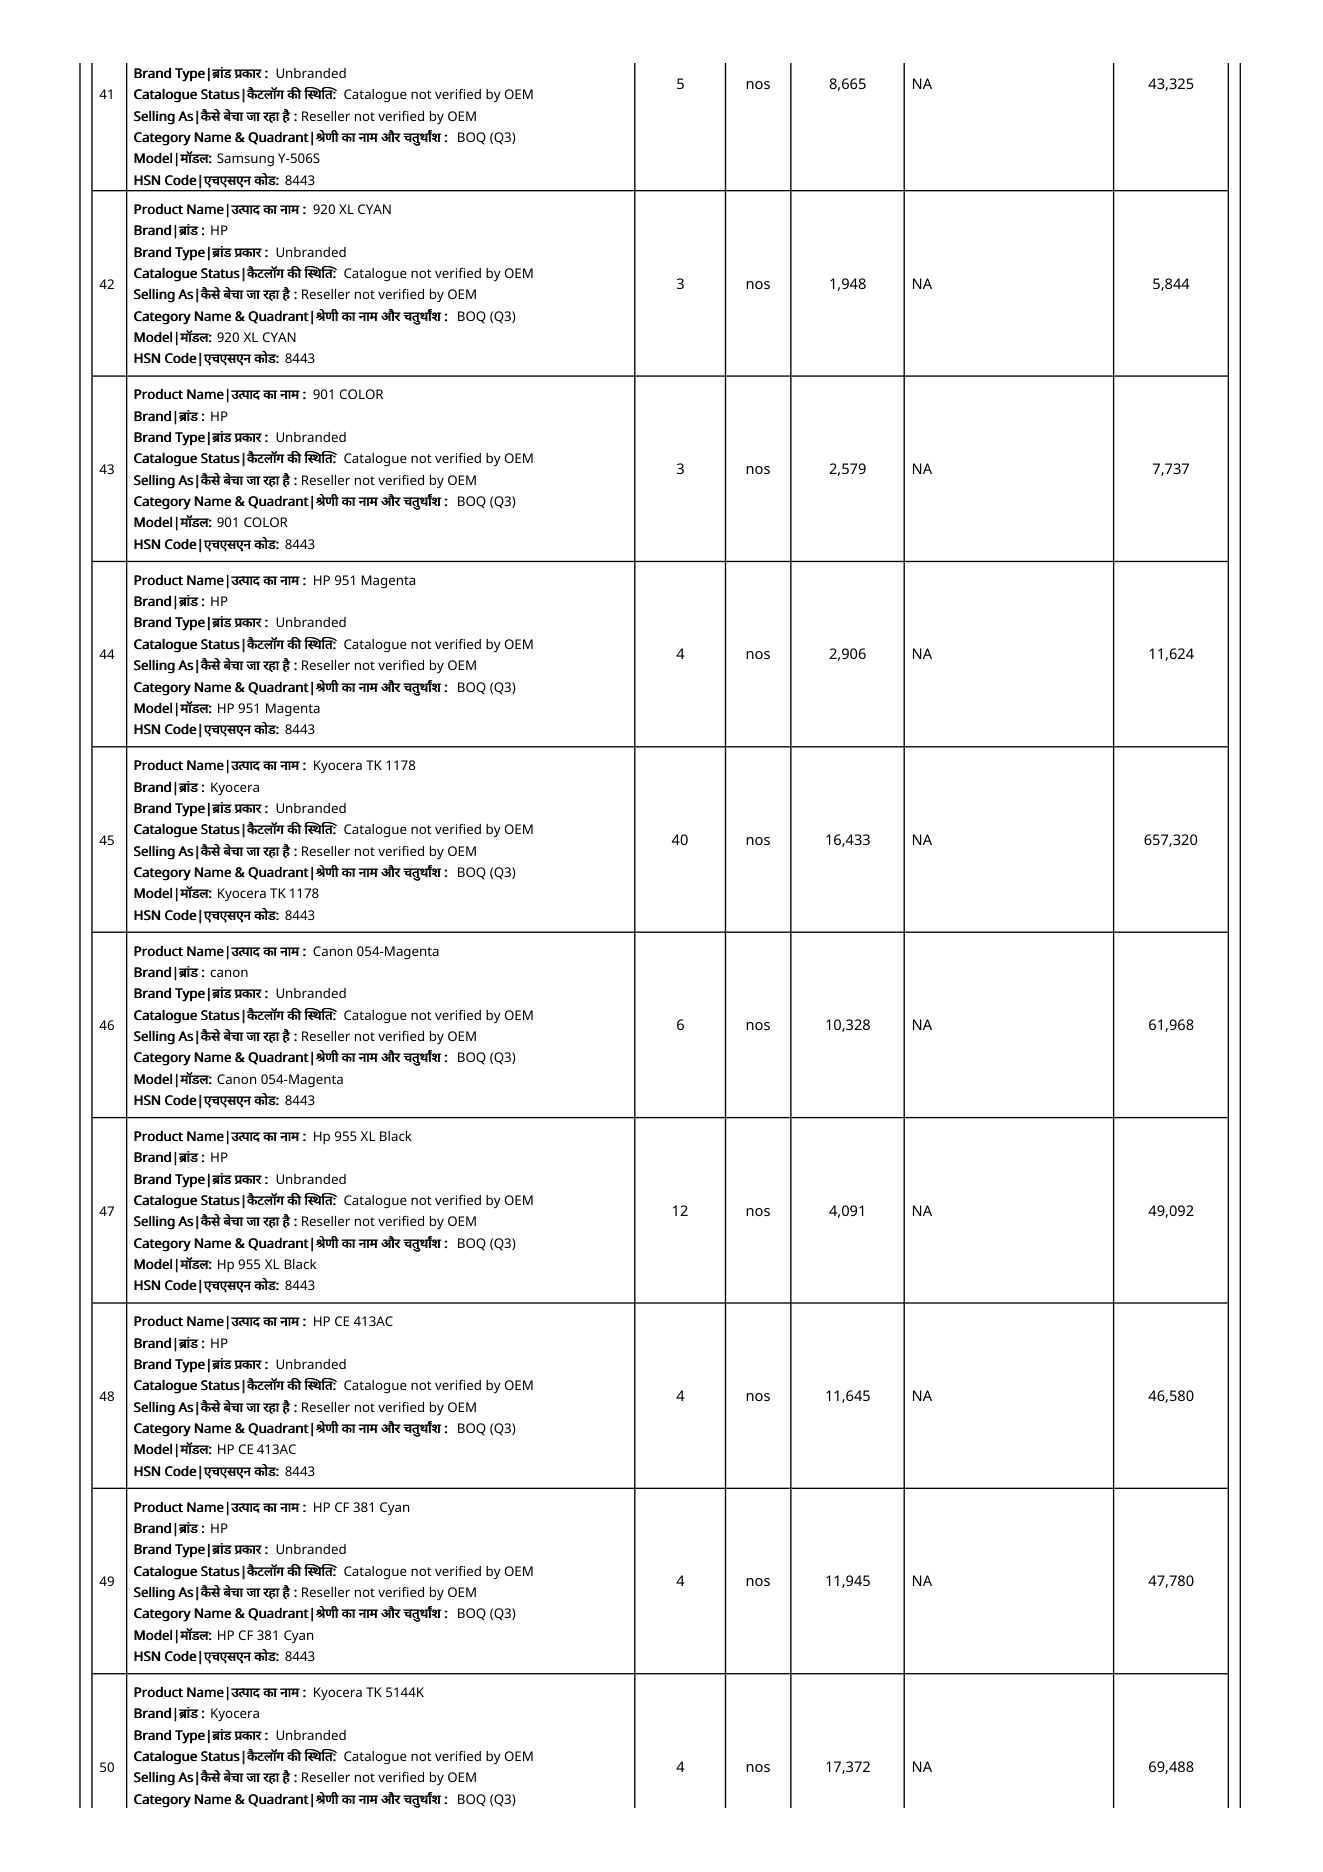 Brand Type|ब्रांड प्रकार : Unbranded
Catalogue Status|कैटलॉग की स्थिति: Catalogue not verified by OEM
Selling As|कैसे बेचा जा रहा है : Reseller not verified by OEM
Category Name & Quadrant|श्रेणी का नाम और चतुर्थांश : BOQ (Q3)
Model|मॉडल: Samsung Y-506S
HSN Code|एचएसएन कोड: 8443
41 5 nos 8,665 NA 43,325
Product Name|उत्पाद का नाम : 920 XL CYAN
Brand|ब्रांड : HP
Brand Type|ब्रांड प्रकार : Unbranded
Catalogue Status|कैटलॉग की स्थिति: Catalogue not verified by OEM
Selling As|कैसे बेचा जा रहा है : Reseller not verified by OEM
Category Name & Quadrant|श्रेणी का नाम और चतुर्थांश : BOQ (Q3)
Model|मॉडल: 920 XL CYAN
HSN Code|एचएसएन कोड: 8443
42 3 nos 1,948 NA 5,844
Product Name|उत्पाद का नाम : 901 COLOR
Brand|ब्रांड : HP
Brand Type|ब्रांड प्रकार : Unbranded
Catalogue Status|कैटलॉग की स्थिति: Catalogue not verified by OEM
Selling As|कैसे बेचा जा रहा है : Reseller not verified by OEM
Category Name & Quadrant|श्रेणी का नाम और चतुर्थांश : BOQ (Q3)
Model|मॉडल: 901 COLOR
HSN Code|एचएसएन कोड: 8443
43 3 nos 2,579 NA 7,737
Product Name|उत्पाद का नाम : HP 951 Magenta
Brand|ब्रांड : HP
Brand Type|ब्रांड प्रकार : Unbranded
Catalogue Status|कैटलॉग की स्थिति: Catalogue not verified by OEM
Selling As|कैसे बेचा जा रहा है : Reseller not verified by OEM
Category Name & Quadrant|श्रेणी का नाम और चतुर्थांश : BOQ (Q3)
Model|मॉडल: HP 951 Magenta
HSN Code|एचएसएन कोड: 8443
44 4 nos 2,906 NA 11,624
Product Name|उत्पाद का नाम : Kyocera TK 1178
Brand|ब्रांड : Kyocera
Brand Type|ब्रांड प्रकार : Unbranded
Catalogue Status|कैटलॉग की स्थिति: Catalogue not verified by OEM
Selling As|कैसे बेचा जा रहा है : Reseller not verified by OEM
Category Name & Quadrant|श्रेणी का नाम और चतुर्थांश : BOQ (Q3)
Model|मॉडल: Kyocera TK 1178
HSN Code|एचएसएन कोड: 8443
45 40 nos 16,433 NA 657,320
Product Name|उत्पाद का नाम : Canon 054-Magenta
Brand|ब्रांड : canon
Brand Type|ब्रांड प्रकार : Unbranded
Catalogue Status|कैटलॉग की स्थिति: Catalogue not verified by OEM
Selling As|कैसे बेचा जा रहा है : Reseller not verified by OEM
Category Name & Quadrant|श्रेणी का नाम और चतुर्थांश : BOQ (Q3)
Model|मॉडल: Canon 054-Magenta
HSN Code|एचएसएन कोड: 8443
46 6 nos 10,328 NA 61,968
Product Name|उत्पाद का नाम : Hp 955 XL Black
Brand|ब्रांड : HP
Brand Type|ब्रांड प्रकार : Unbranded
Catalogue Status|कैटलॉग की स्थिति: Catalogue not verified by OEM
Selling As|कैसे बेचा जा रहा है : Reseller not verified by OEM
Category Name & Quadrant|श्रेणी का नाम और चतुर्थांश : BOQ (Q3)
Model|मॉडल: Hp 955 XL Black
HSN Code|एचएसएन कोड: 8443
47 12 nos 4,091 NA 49,092
Product Name|उत्पाद का नाम : HP CE 413AC
Brand|ब्रांड : HP
Brand Type|ब्रांड प्रकार : Unbranded
Catalogue Status|कैटलॉग की स्थिति: Catalogue not verified by OEM
Selling As|कैसे बेचा जा रहा है : Reseller not verified by OEM
Category Name & Quadrant|श्रेणी का नाम और चतुर्थांश : BOQ (Q3)
Model|मॉडल: HP CE 413AC
HSN Code|एचएसएन कोड: 8443
48 4 nos 11,645 NA 46,580
Product Name|उत्पाद का नाम : HP CF 381 Cyan
Brand|ब्रांड : HP
Brand Type|ब्रांड प्रकार : Unbranded
Catalogue Status|कैटलॉग की स्थिति: Catalogue not verified by OEM
Selling As|कैसे बेचा जा रहा है : Reseller not verified by OEM
Category Name & Quadrant|श्रेणी का नाम और चतुर्थांश : BOQ (Q3)
Model|मॉडल: HP CF 381 Cyan
HSN Code|एचएसएन कोड: 8443
49 4 nos 11,945 NA 47,780
Product Name|उत्पाद का नाम : Kyocera TK 5144K
Brand|ब्रांड : Kyocera
Brand Type|ब्रांड प्रकार : Unbranded
Catalogue Status|कैटलॉग की स्थिति: Catalogue not verified by OEM
Selling As|कैसे बेचा जा रहा है : Reseller not verified by OEM
Category Name & Quadrant|श्रेणी का नाम और चतुर्थांश : BOQ (Q3)
50 4 nos 17,372 NA 69,488